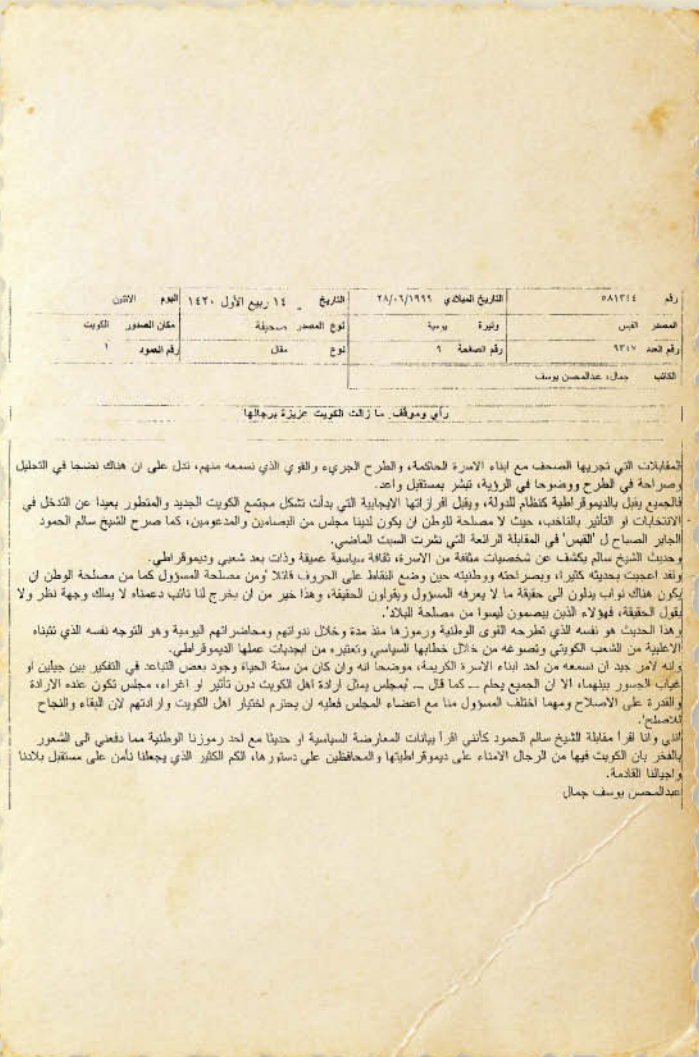 رقم ٥٨١٣١٤ التاريخ الميلادي ٢٨/٠٦/١٩٩٩ التاريخ ١٤ ربيع الأول ١٤٢٠ اليوم الاثنين
المصدر القبس وتيرة يومية نوع المصدر صحيفة مكان الصدور الكويت
رقم العدد ٩٣٤٧ رقم الصفحة ٩ نوع مقال رقم العمود ١
الكاتب جمال، عبدالمحسن يوسف
رأي وموقف. ما زالت الكويت عزيزة برجالها
المقابلات التي تجريها الصحف مع ابناء الاسرة الحاكمة، والطرح الجريء والقوي الذي نسمعه منهم، تدل على ان هناك نضجا في التحليل
وصراحة في الطرح ووضوحا في الرؤية، تبشر بمستقبل واعد.
فالجميع يقبل بالديموقراطية كنظام للدولة، ويقبل افرازاتها الايجابية التي بدأت تشكل مجتمع الكويت الجديد والمتطور بعيدا عن التدخل في
الانتخابات او التأثير بالناخب، حيث لا مصلحة للوطن ان يكون لدينا مجلس من البصامين والمدعومين، كما صرح الشيخ سالم الحمود
الجابر الصباح ل 'القبس' في المقابلة الرائعة التي نشرت السبت الماضي.
وحديث الشيخ سالم يكشف عن شخصيات مثقفة من الاسرة، ثقافة سياسية عميقة وذات بعد شعبي وديموقراطي.
ولقد اعجبت بحديثه كثيرا، وبصراحته ووطنيته حين وضع النقاط على الحروف قائلا 'ومن مصلحة المسؤول كما من مصلحة الوطن ان
يكون هناك نواب يدلون الى حقيقة ما لا يعرفه المسؤول ويقولون الحقيقة، وهذا خير من ان يخرج لنا نائب دعمناه لا يملك وجهة نظر ولا
يقول الحقيقة، فهؤلاء الذين يبصمون ليسوا من مصلحة البلاد'.
وهذا الحديث هو نفسه الذي تطرحه القوى الوطنية ورموزها منذ مدة وخلال ندواتهم ومحاضراتهم اليومية وهو التوجه نفسه الذي تتبناه
الاغلبية من الشعب الكويتي وتصوغه من خلال خطابها السياسي وتعتبره من ابجديات عملها الديموقراطي.
وانه لامر جيد ان نسمعه من احد ابناء الاسرة الكريمة، موضحا انه وان كان من سنة الحياة وجود بعض التباعد في التفكير بين جيلين او
غياب الجسور بينهما، الا ان الجميع يحلم ــ كما قال ــ 'بمجلس يمثل ارادة اهل الكويت دون تأثير او اغراء، مجلس تكون عنده الارادة
والقدرة على الاصلاح ومهما اختلف المسؤول منا مع اعضاء المجلس فعليه ان يحترم اختيار اهل الكويت وارادتهم لان البقاء والنجاح
للاصلح'.
انني وانا اقرأ مقابلة للشيخ سالم الحمود كأنني اقرأ بيانات المعارضة السياسية او حديثا مع احد رموزنا الوطنية مما دفعني الى الشعور
بالفخر بان الكويت فيها من الرجال الامناء على ديموقراطيتها والمحافظين على دستورها، الكم الكثير الذي يجعلنا نأمن على مستقبل بلادنا
واجيالنا القادمة.
عبدالمحسن يوسف جمال